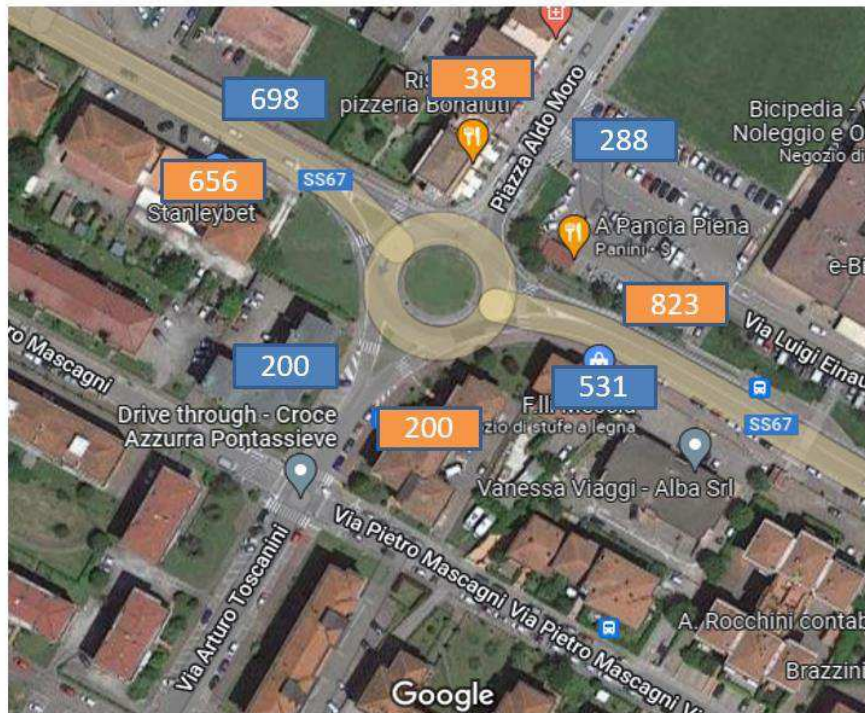 38
Ris
pizzeria Bonaiuti
Piazza Aldo Moro
698
288
Bicipedia -
Noleggio e
Negozio di
656
SS67
Stanleybet
A Pancia Piena
Panini · S
e-Bi
823
Via Luigi Einau
ro Mascagni
200
531
F.lli
zio di stufe a legna
SS67
Drive through - Croce
Azzurra Pontassieve
200
Vanessa Viaggi - Alba Srl
Via Arturo Toscanini
Via Pietro Mascagni
Via Pietro Mascagni
A. Rocchini contab
Brazzini
Google